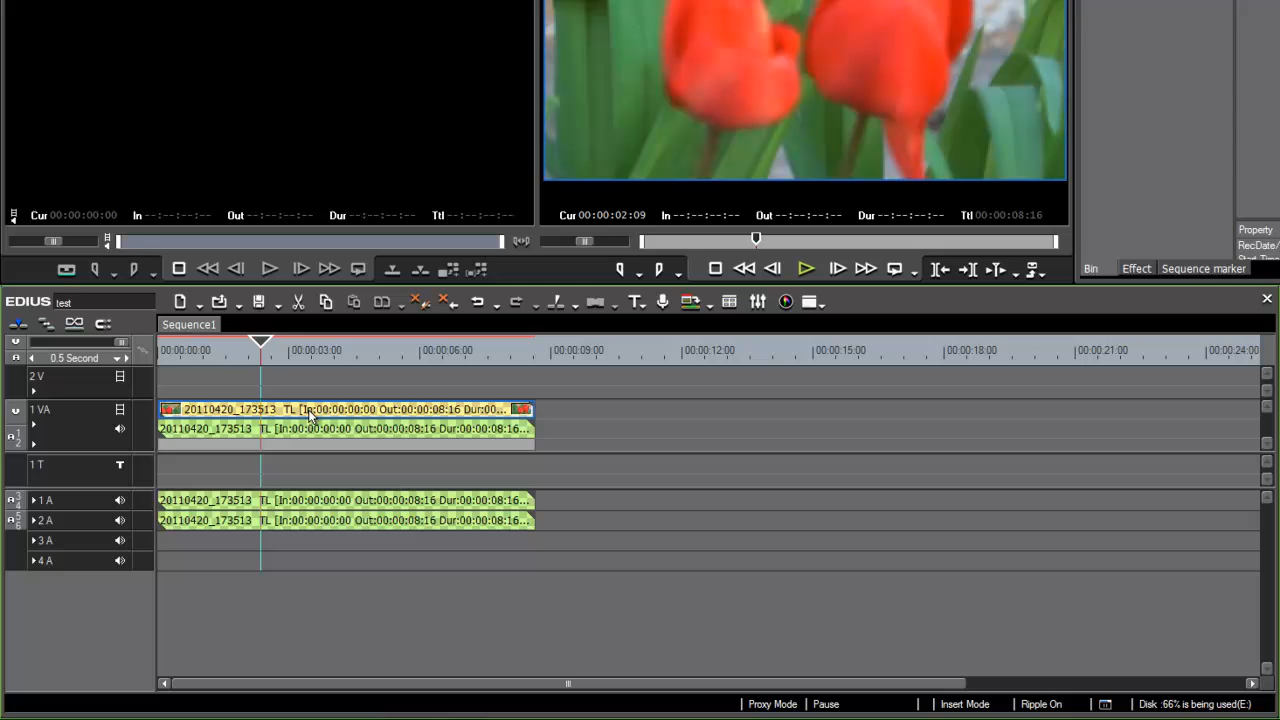 Cur 00:00:00:00 In --:--:--:-- Out --:--:--:-- Dur --:--:--:-- Ttl --:--:--:--
Cur 00:00:02:09 In --:--:--:-- Out --:--:--:-- Dur --:--:--:-- Ttl 00:00:08:16
Property
RecDate/
Bin Effect Sequence marker
EDIUS test
Sequence1
0.5 Second
00:00:00:00 00:00:03:00 00:00:06:00 00:00:09:00 00:00:12:00 00:00:15:00 00:00:18:00 00:00:21:00 00:00:24:00
2 V
1 VA
20110420_173513 TL [In:00:00:00:00 Out:00:00:08:16 Dur:00...
1
2
20110420_173513 TL [In:00:00:00:00 Out:00:00:08:16 Dur:00:00:08:16...
1 T T
3
4
1 A
20110420_173513 TL [In:00:00:00:00 Out:00:00:08:16 Dur:00:00:08:16...
5
6
2 A
20110420_173513 TL [In:00:00:00:00 Out:00:00:08:16 Dur:00:00:08:16...
3 A
4 A
Proxy Mode Pause Insert Mode Ripple On Disk :66% is being used(E:)